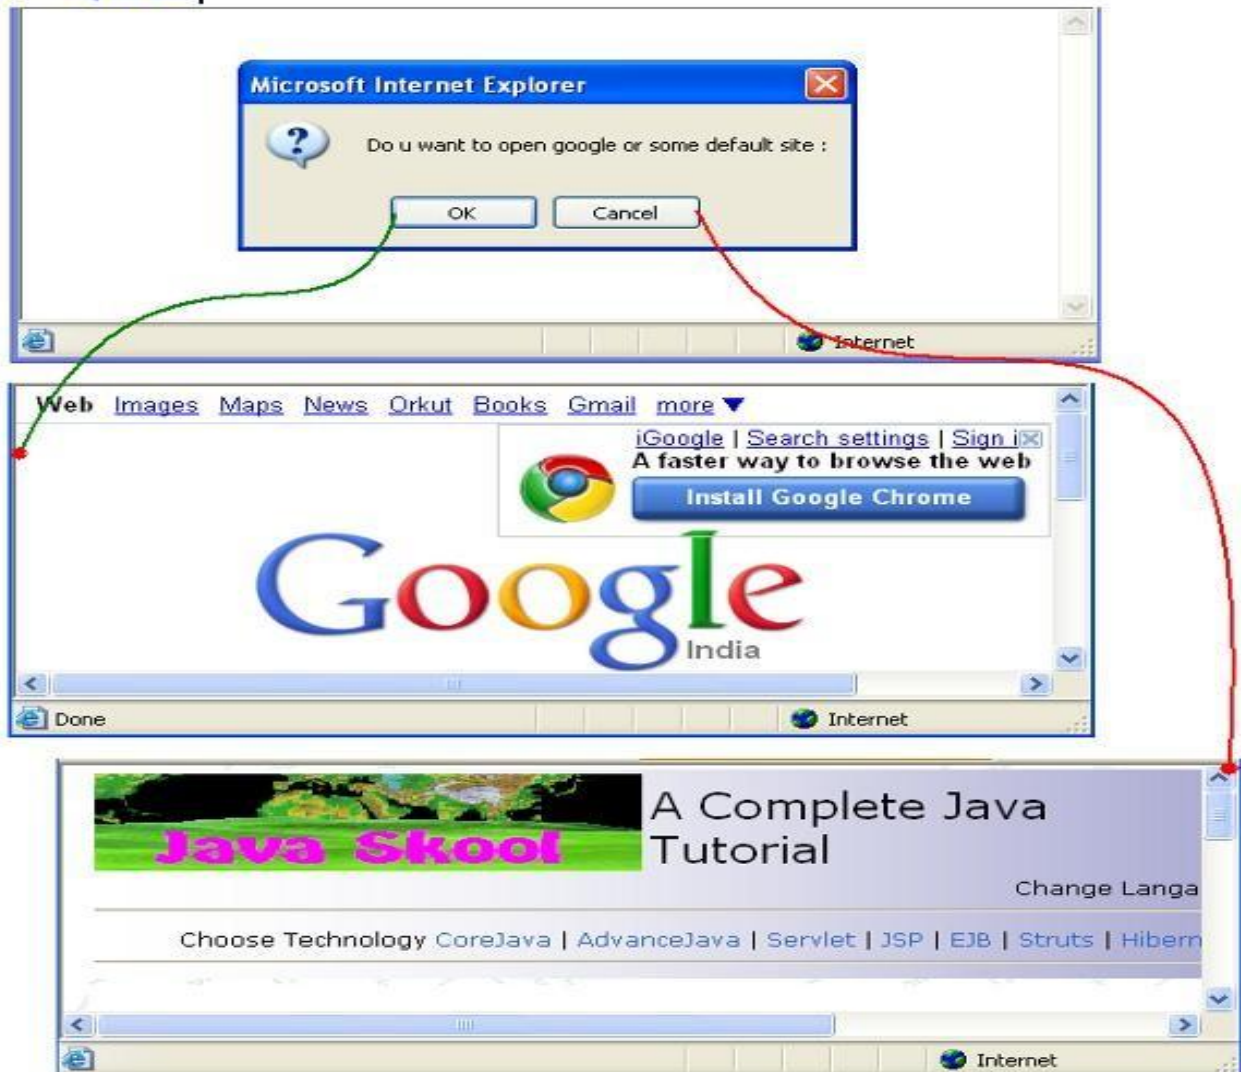 Microsoft Internet Explorer
Do u want to open google or some default site :
OK Cancel
Internet
Web Images Maps News Orkut Books Gmail more
iGoogle | Search settings | Sign i
A faster way to browse the web
Install Google Chrome
Google
India
Done Internet
Java Skool
A Complete Java
Tutorial
Change Langa
Choose Technology CoreJava | AdvanceJava | Servlet | JSP | EJB | Struts | Hibern
Internet